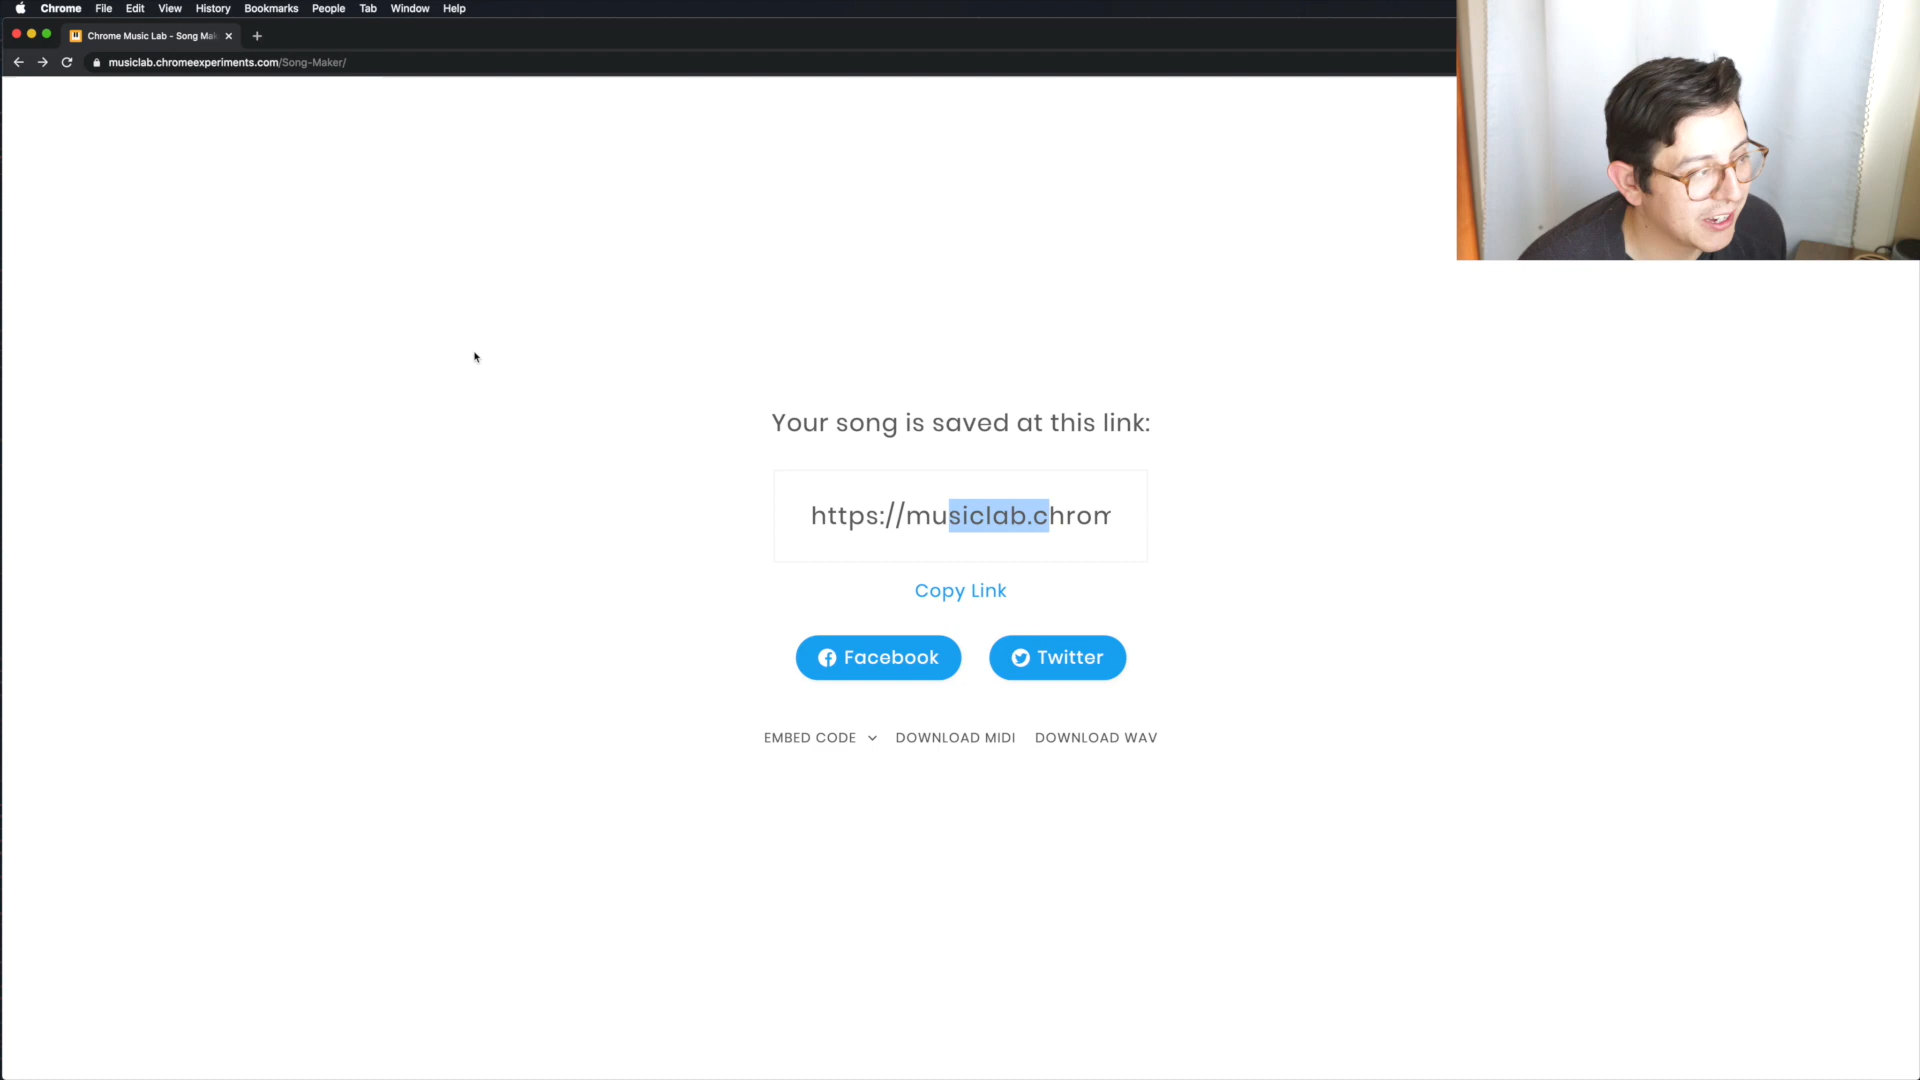 Chrome File Edit View History Bookmarks People Tab Window Help
Chrome Music Lab - Song Mak
musiclab.chromeexperiments.com/Song-Maker/
Your song is saved at this link:
https://musiclab.chrom
Copy Link
Facebook Twitter
EMBED CODE DOWNLOAD MIDI DOWNLOAD WAV